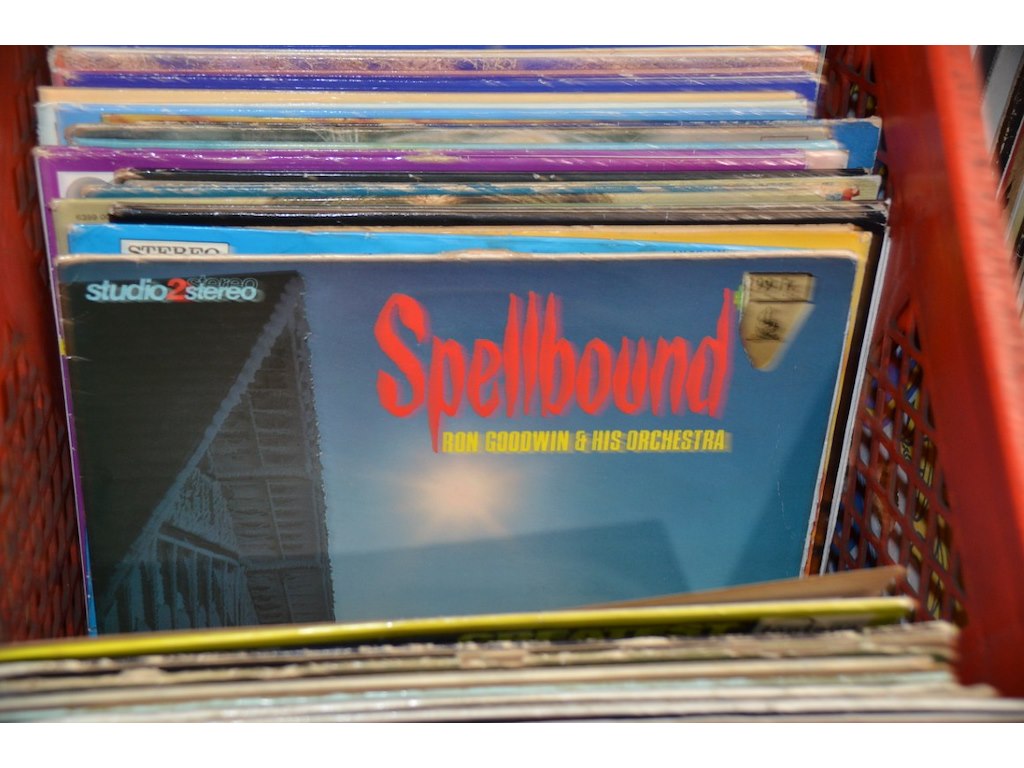 STEREO
studio2stereo
Spellbound
RON GOODWIN & HIS ORCHESTRA